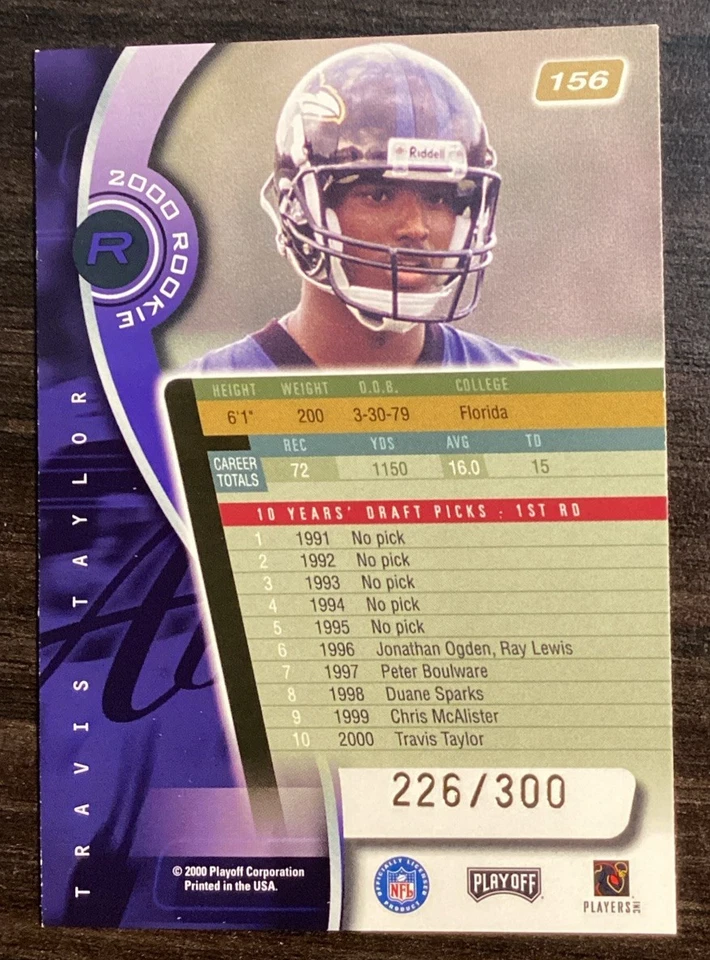 156
Riddell
2000 ROOKIE
R
TRAVIS TAYLOR
HEIGHT WEIGHT D.O.B. COLLEGE
6'1" 200 3-30-79 Florida
REC YDS AVG TD
CAREER TOTALS 72 1150 16.0 15
10 YEARS' DRAFT PICKS : 1ST RD
1 1991 No pick
2 1992 No pick
3 1993 No pick
4 1994 No pick
5 1995 No pick
6 1996 Jonathan Ogden, Ray Lewis
7 1997 Peter Boulware
8 1998 Duane Sparks
9 1999 Chris McAlister
10 2000 Travis Taylor
226/300
© 2000 Playoff Corporation
Printed in the USA.
OFFICIALLY LICENSED PRODUCT
NFL
PLAYOFF
PLAYERS INC